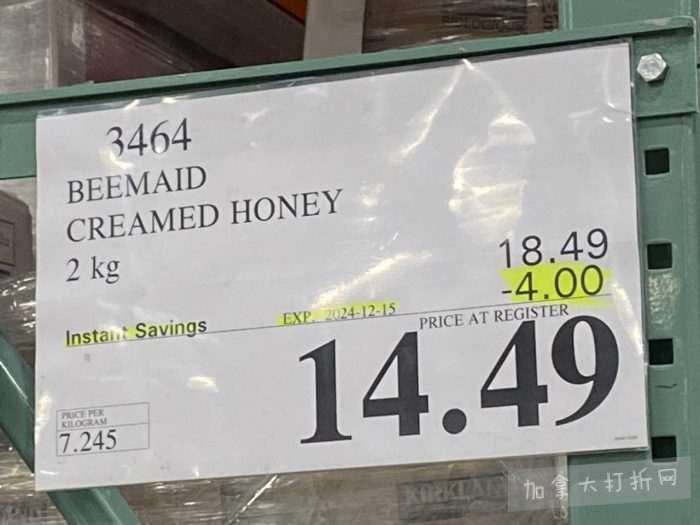 3464
BEEMAID
CREAMED HONEY
2 kg
18.49
-4.00
Instant Savings
EXP. 2024-12-15
PRICE AT REGISTER
14.49
PRICE PER
KILOGRAM
7.245
加拿大打折网